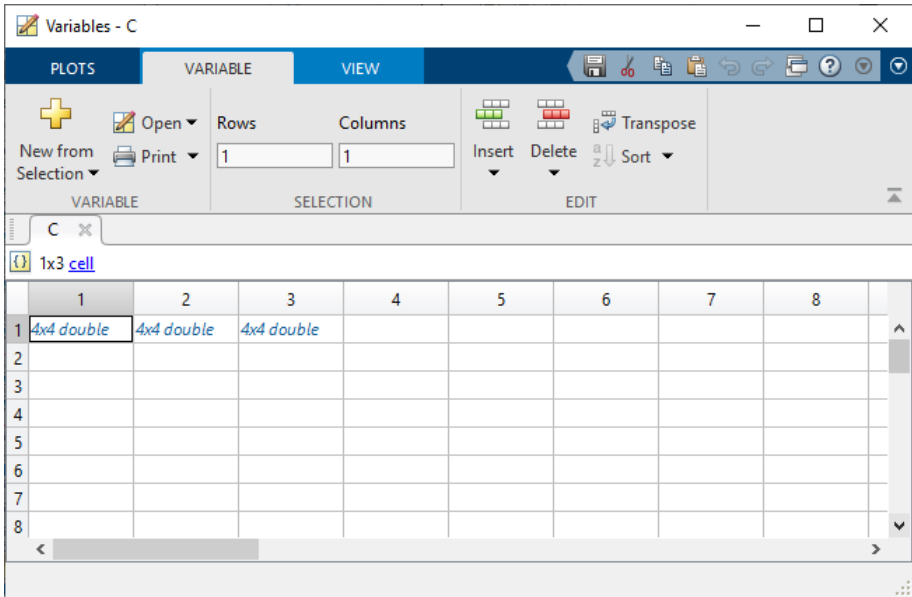 Variables - C
PLOTS VARIABLE VIEW
New from Selection
Open
Print
VARIABLE
Rows Columns
1 1
SELECTION
Insert Delete
Transpose
Sort
EDIT
C
{} 1x3 cell
1 2 3 4 5 6 7 8
1 4x4 double 4x4 double 4x4 double
2
3
4
5
6
7
8